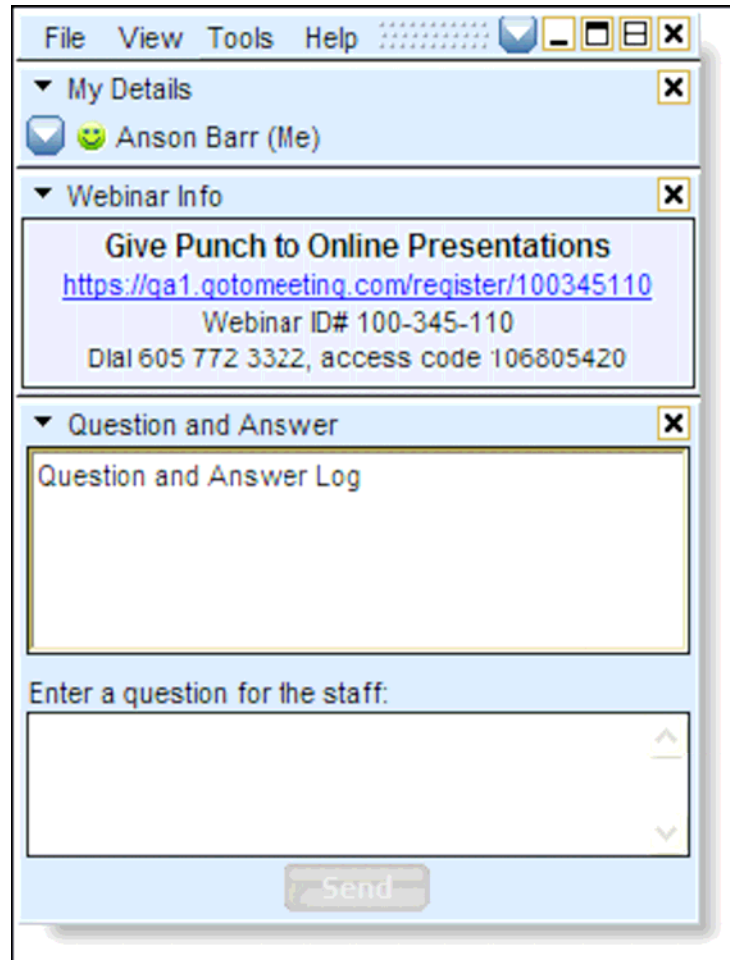 File View Tools Help
My Details
Anson Barr (Me)
Webinar Info
Give Punch to Online Presentations
https://qa1.gotomeeting.com/register/100345110
Webinar ID# 100-345-110
Dial 605 772 3322, access code 106805420
Question and Answer
Question and Answer Log
Enter a question for the staff:
Send